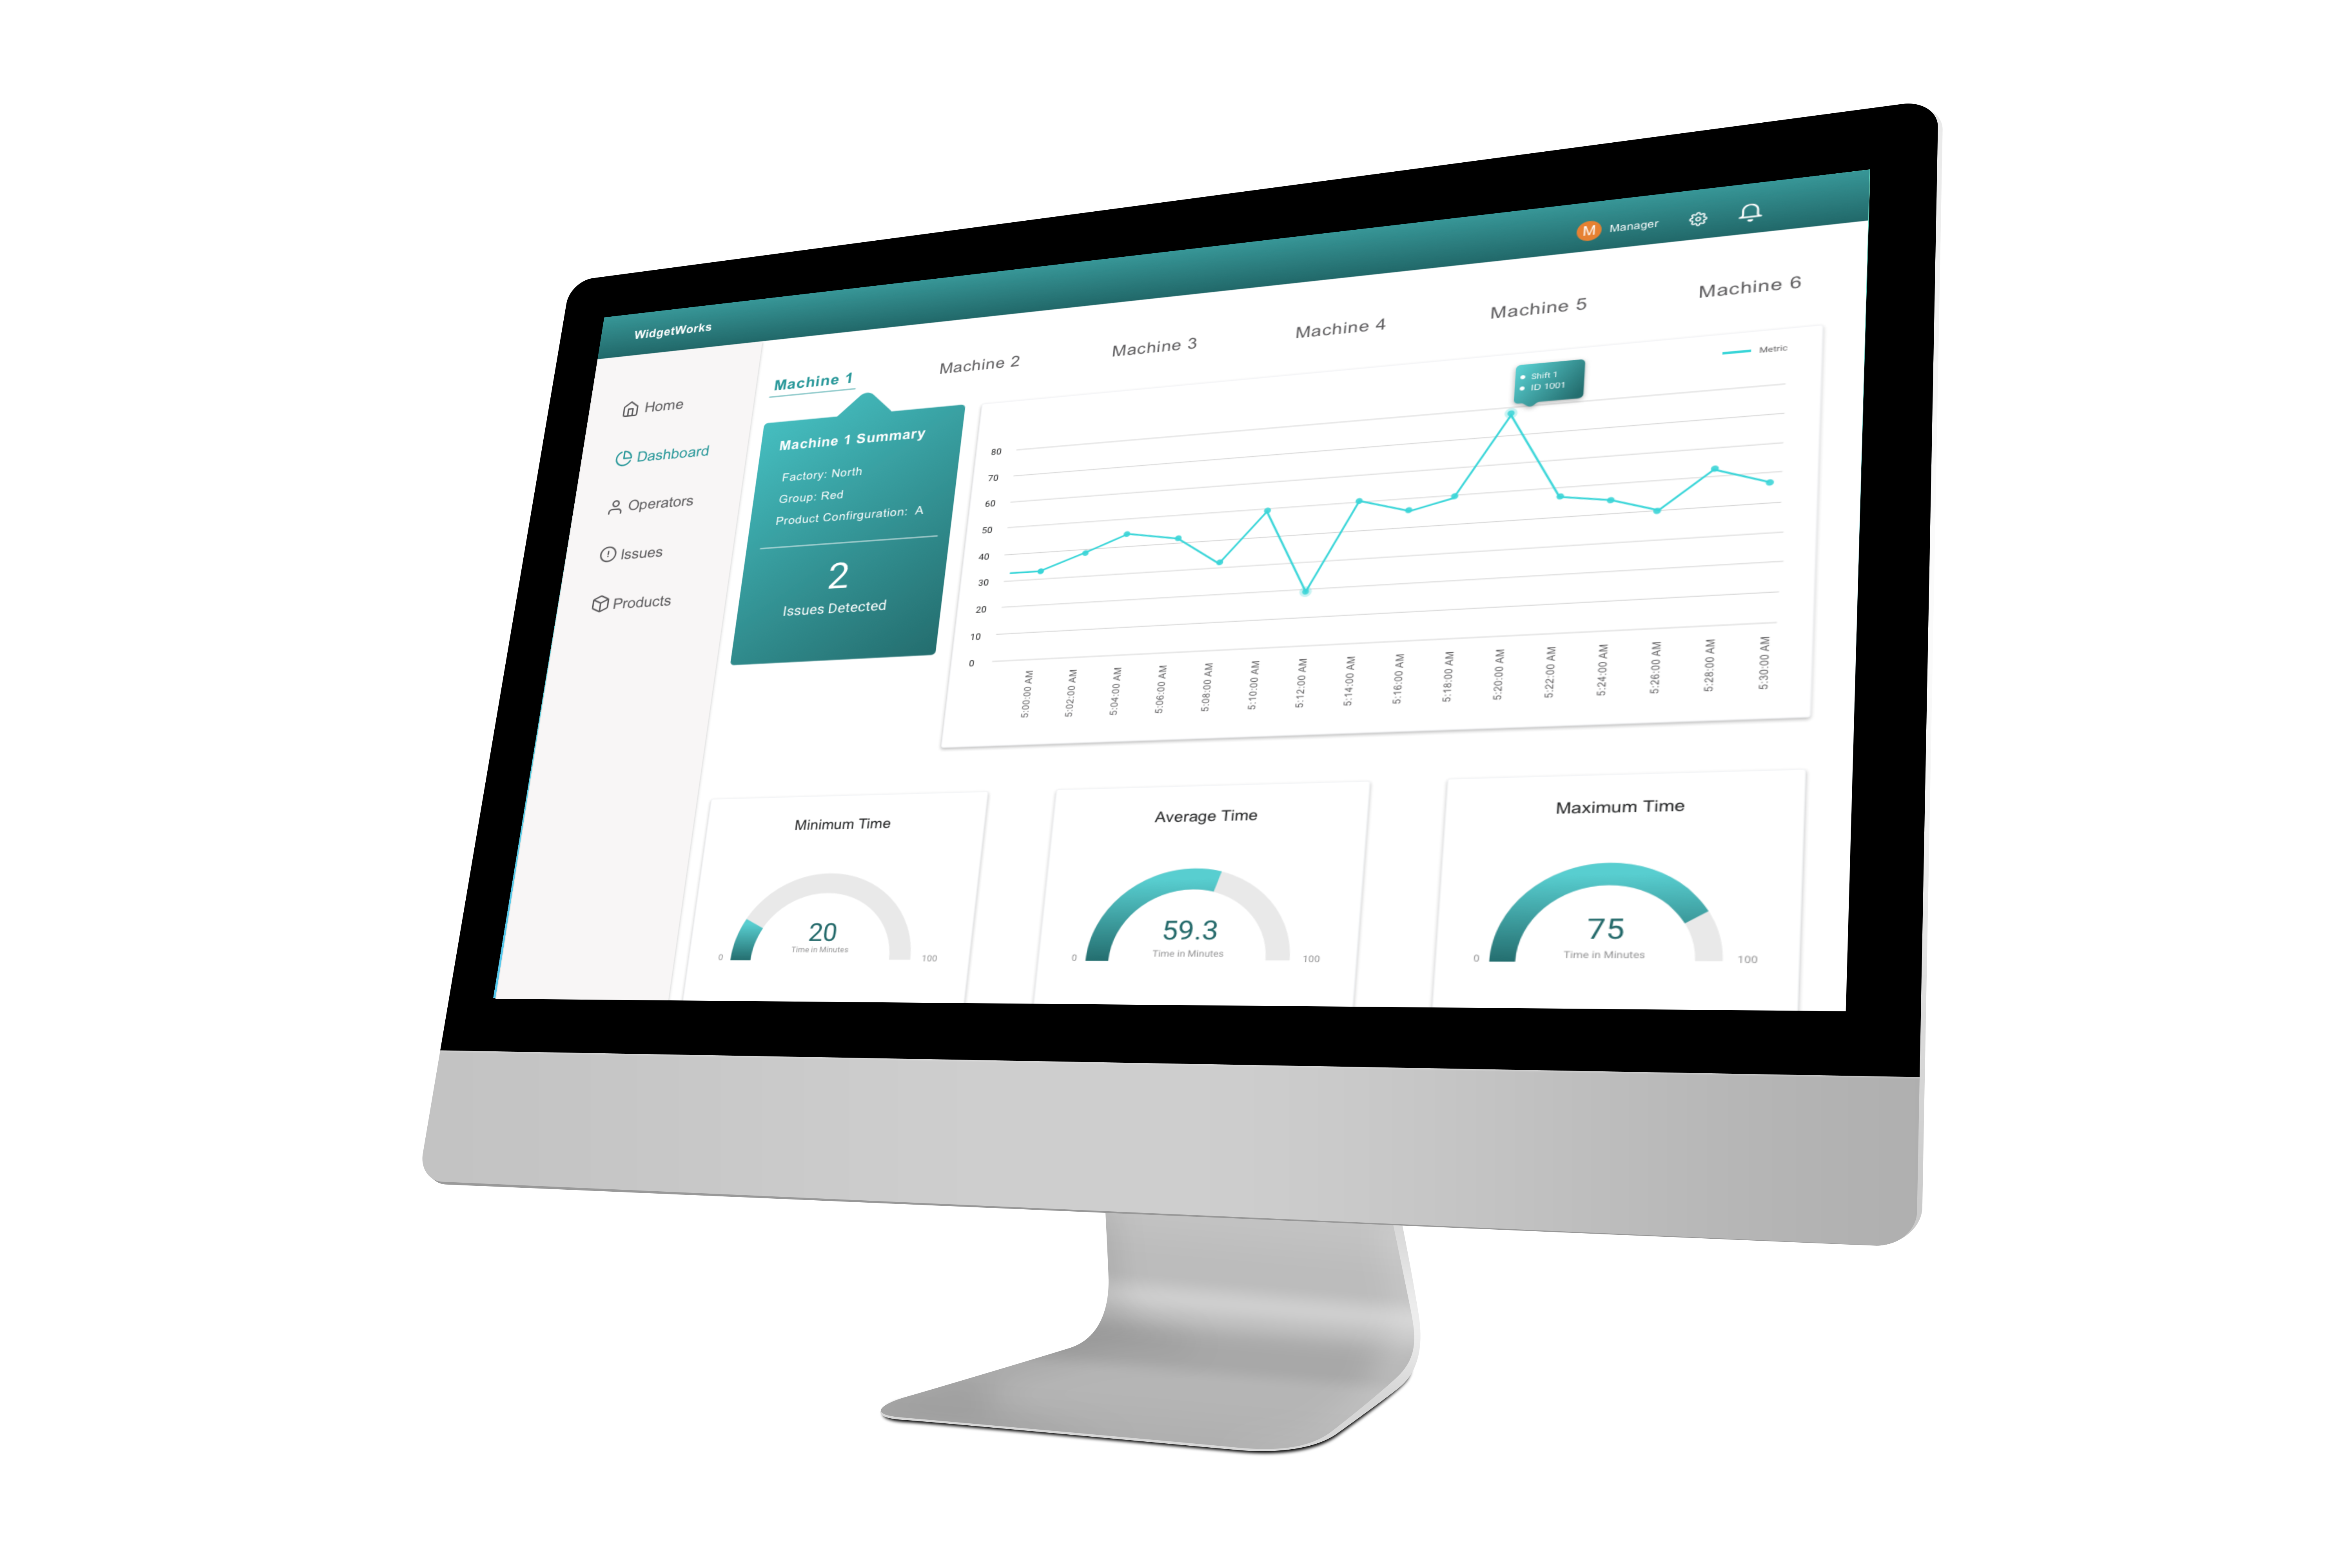 WidgetWorks
M Manager
Home
Dashboard
Operators
Issues
Products
Machine 1
Machine 2
Machine 3
Machine 4
Machine 5
Machine 6
Machine 1 Summary
Factory: North
Group: Red
Product Confirguration: A
2
Issues Detected
Metric
Shift 1
ID 1001
80
70
60
50
40
30
20
10
0
5:00:00 AM
5:02:00 AM
5:04:00 AM
5:06:00 AM
5:08:00 AM
5:10:00 AM
5:12:00 AM
5:14:00 AM
5:16:00 AM
5:18:00 AM
5:20:00 AM
5:22:00 AM
5:24:00 AM
5:26:00 AM
5:28:00 AM
5:30:00 AM
Minimum Time
20
Time in Minutes
0
100
Average Time
59.3
Time in Minutes
0
100
Maximum Time
75
Time in Minutes
0
100